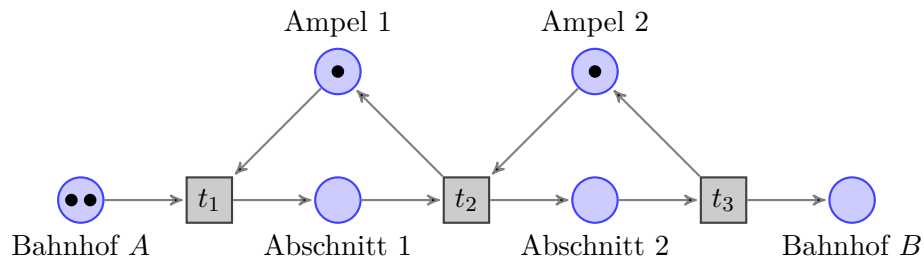 Ampel 1
Ampel 2
t₁
t₂
t₃
Bahnhof A
Abschnitt 1
Abschnitt 2
Bahnhof B